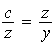 c/z = z/y